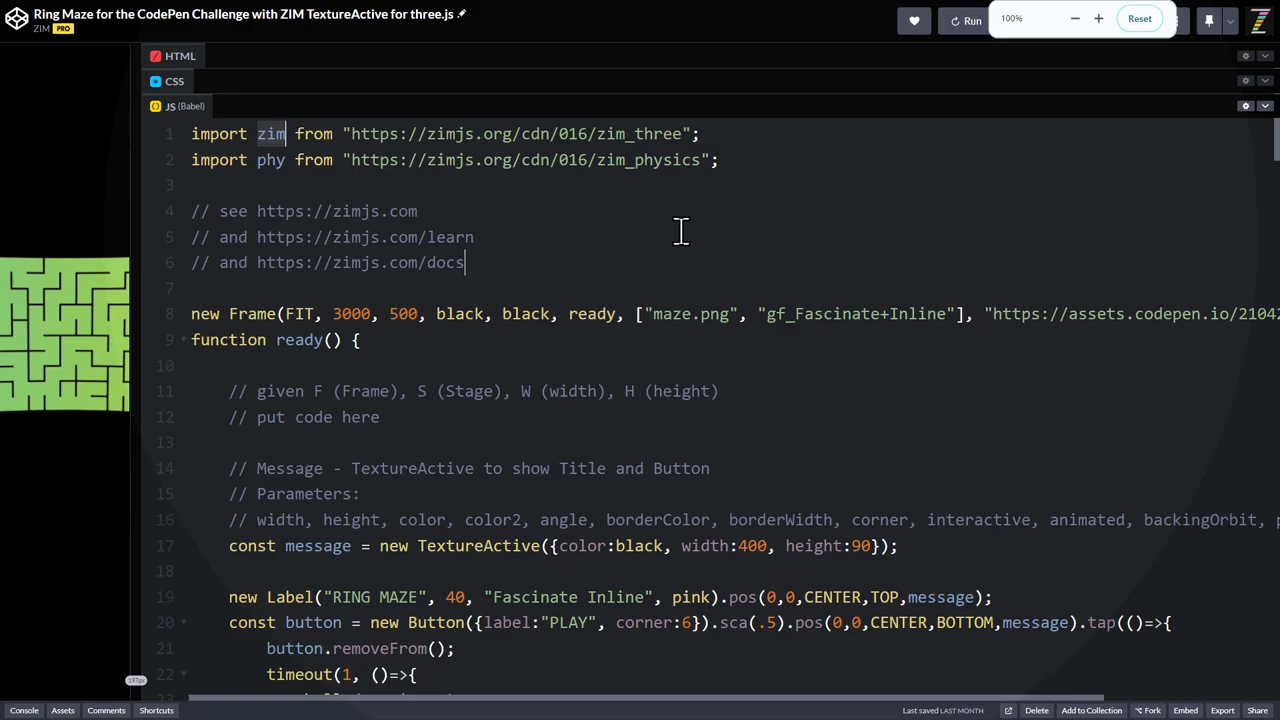 Ring Maze for the CodePen Challenge with ZIM TextureActive for three.js
ZIM PRO
Run
100%
Reset
HTML
CSS
JS (Babel)
1 import zim from "https://zimjs.org/cdn/016/zim_three";
2 import phy from "https://zimjs.org/cdn/016/zim_physics";
3
4 // see https://zimjs.com
5 // and https://zimjs.com/learn
6 // and https://zimjs.com/docs
7
8 new Frame(FIT, 3000, 500, black, black, ready, ["maze.png", "gf_Fascinate+Inline"], "https://assets.codepen.io/2104
9 function ready() {
10
11 // given F (Frame), S (Stage), W (width), H (height)
12 // put code here
13
14 // Message - TextureActive to show Title and Button
15 // Parameters:
16 // width, height, color, color2, angle, borderColor, borderWidth, corner, interactive, animated, backingOrbit,
17 const message = new TextureActive({color:black, width:400, height:90});
18
19 new Label("RING MAZE", 40, "Fascinate Inline", pink).pos(0,0,CENTER,TOP,message);
20 const button = new Button({label:"PLAY", corner:6}).sca(.5).pos(0,0,CENTER,BOTTOM,message).tap(()=>{
21 button.removeFrom();
22 timeout(1, ()=>{
197px
Console Assets Comments Shortcuts
Last saved LAST MONTH Delete Add to Collection Fork Embed Export Share